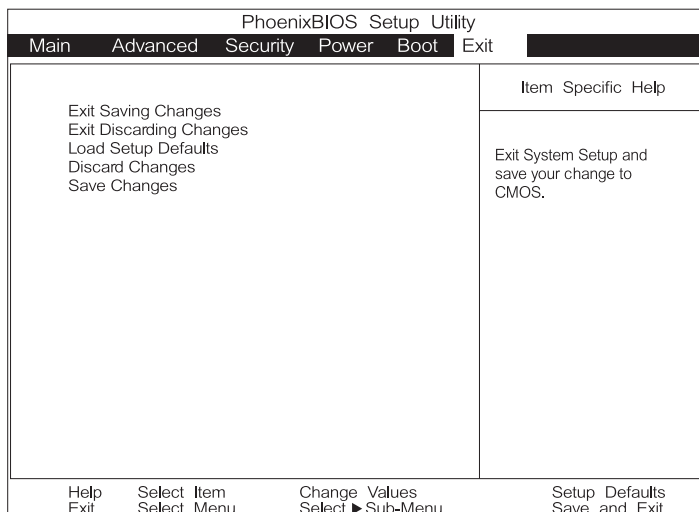 PhoenixBIOS Setup Utility
Main Advanced Security Power Boot Exit
Item Specific Help
Exit Saving Changes
Exit Discarding Changes
Load Setup Defaults
Discard Changes
Save Changes
Exit System Setup and
save your change to
CMOS.
Help Select Item Change Values Setup Defaults
Exit Select Menu Select ▶ Sub-Menu Save and Exit